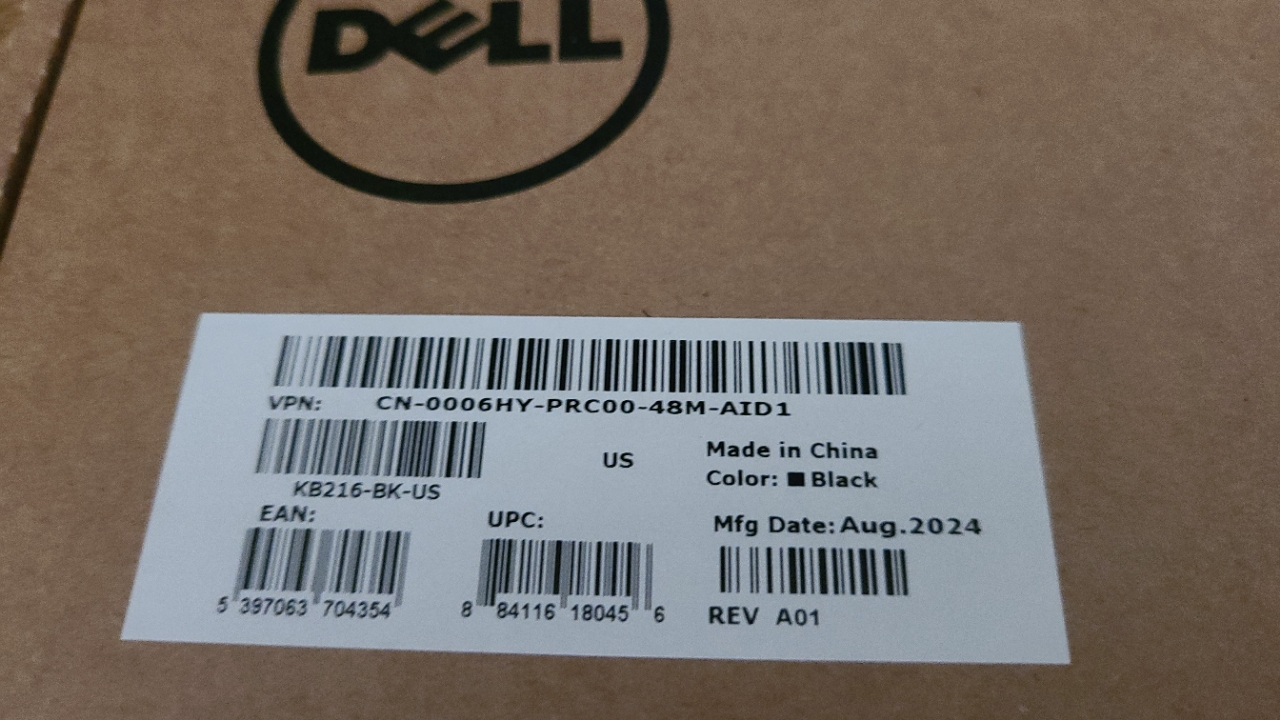 DELL
VPN: CN-0006HY-PRC00-48M-AID1
KB216-BK-US
US
Made in China
Color: Black
EAN:
5 397063 704354
UPC:
8 84116 18045 6
Mfg Date: Aug.2024
REV A01